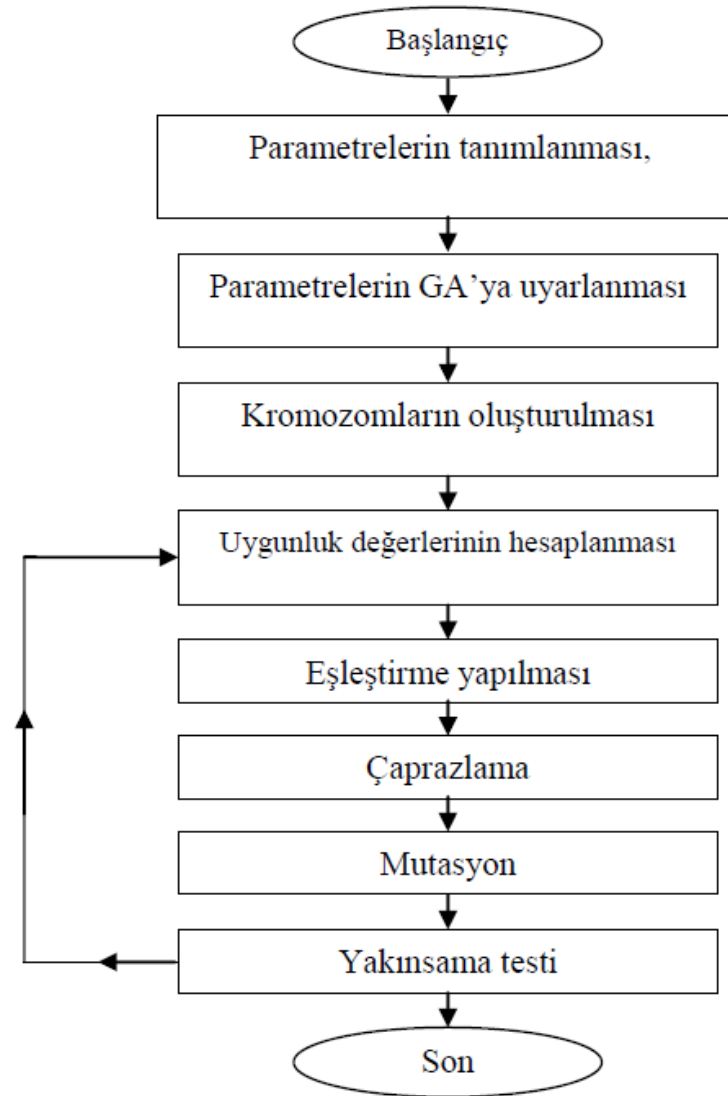 Başlangıç
Parametrelerin tanımlanması,
Parametrelerin GA’ya uyarlanması
Kromozomların oluşturulması
Uygunluk değerlerinin hesaplanması
Eşleştirme yapılması
Çaprazlama
Mutasyon
Yakınsama testi
Son